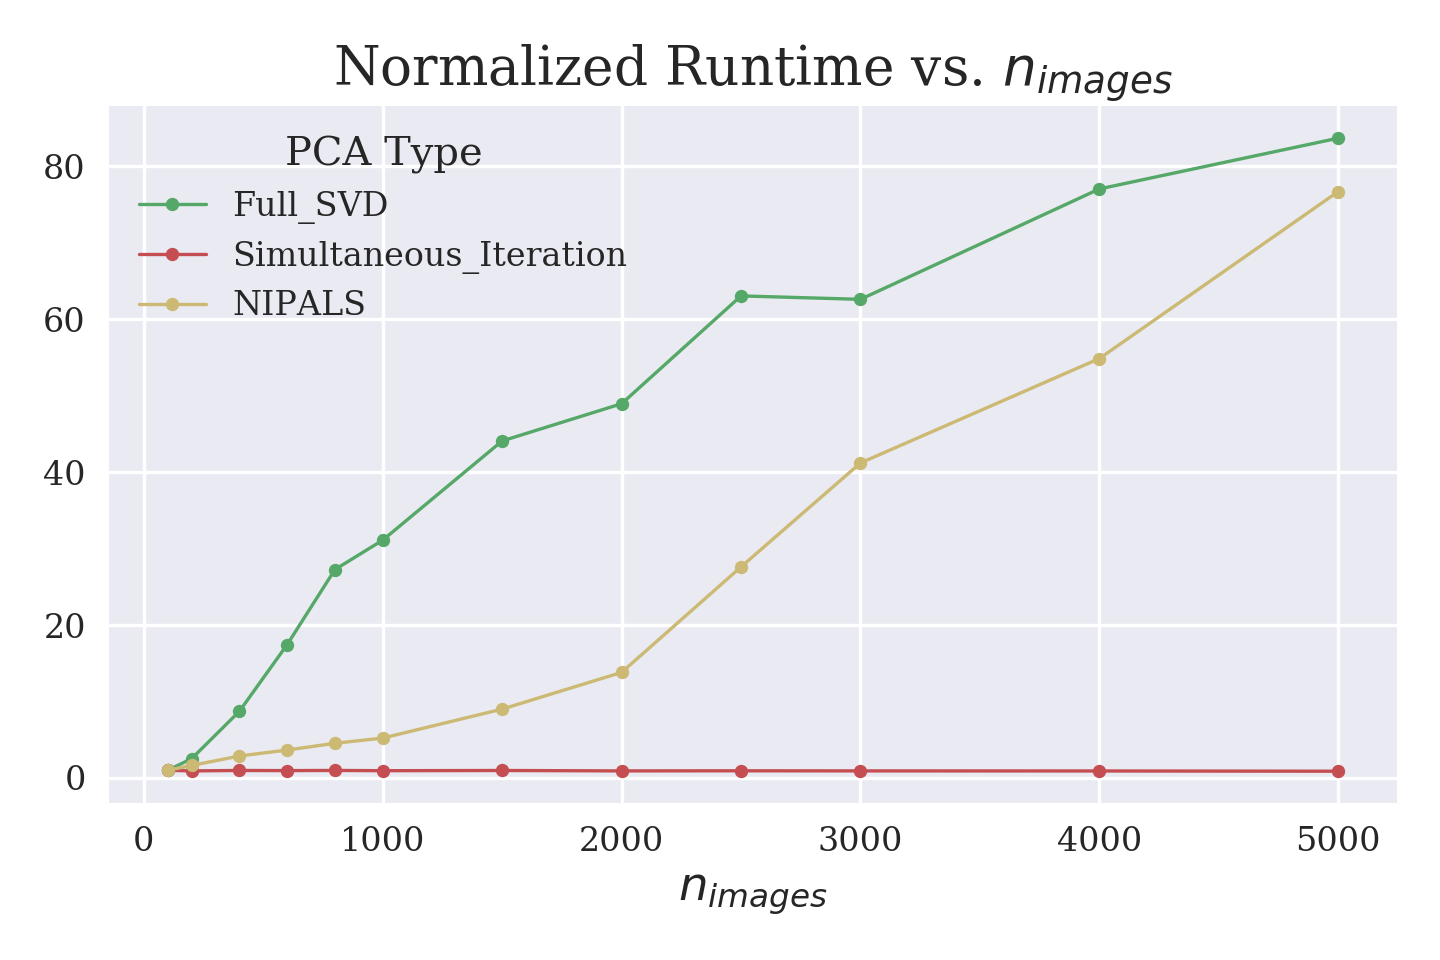 Normalized Runtime vs. n_images
PCA Type
Full_SVD
Simultaneous_Iteration
NIPALS
80
60
40
20
0
0 1000 2000 3000 4000 5000
n_images